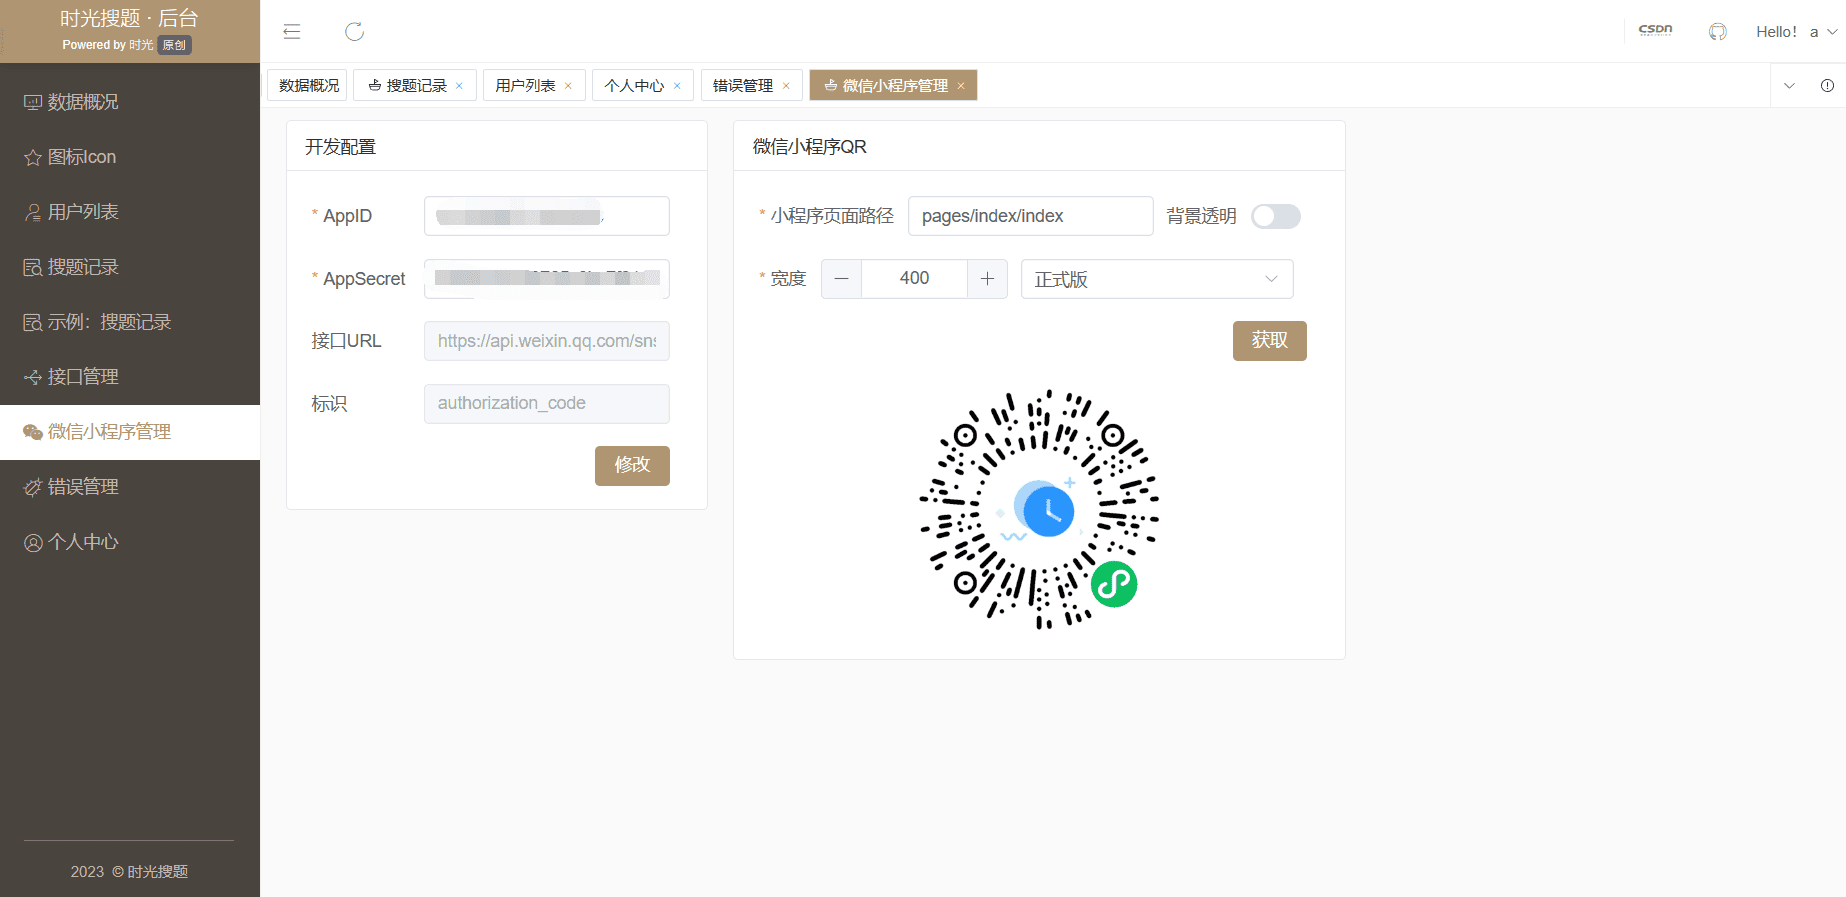 时光搜题 · 后台
Powered by 时光 原创
数据概况
图标Icon
用户列表
搜题记录
示例：搜题记录
接口管理
微信小程序管理
错误管理
个人中心
2023 © 时光搜题
CSDN
Hello! a
数据概况 搜题记录 用户列表 个人中心 错误管理 微信小程序管理
开发配置
* AppID
* AppSecret
接口URL https://api.weixin.qq.com/sns
标识 authorization_code
修改
微信小程序QR
* 小程序页面路径 pages/index/index 背景透明
* 宽度 400 正式版
获取